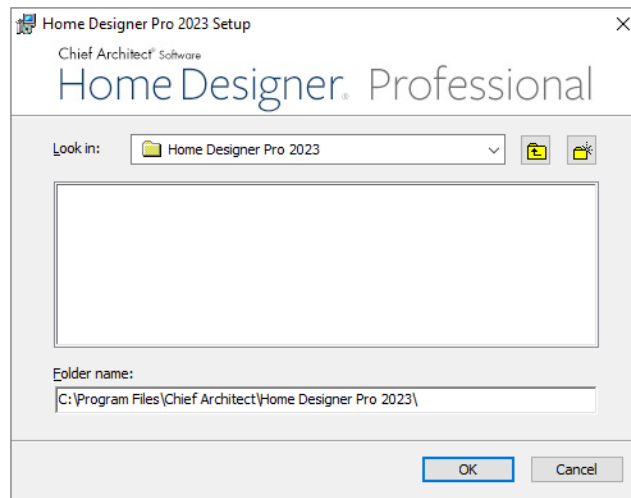 Home Designer Pro 2023 Setup
Chief Architect® Software
Home Designer® Professional
Look in:
Home Designer Pro 2023
Folder name:
C:\Program Files\Chief Architect\Home Designer Pro 2023\
OK
Cancel